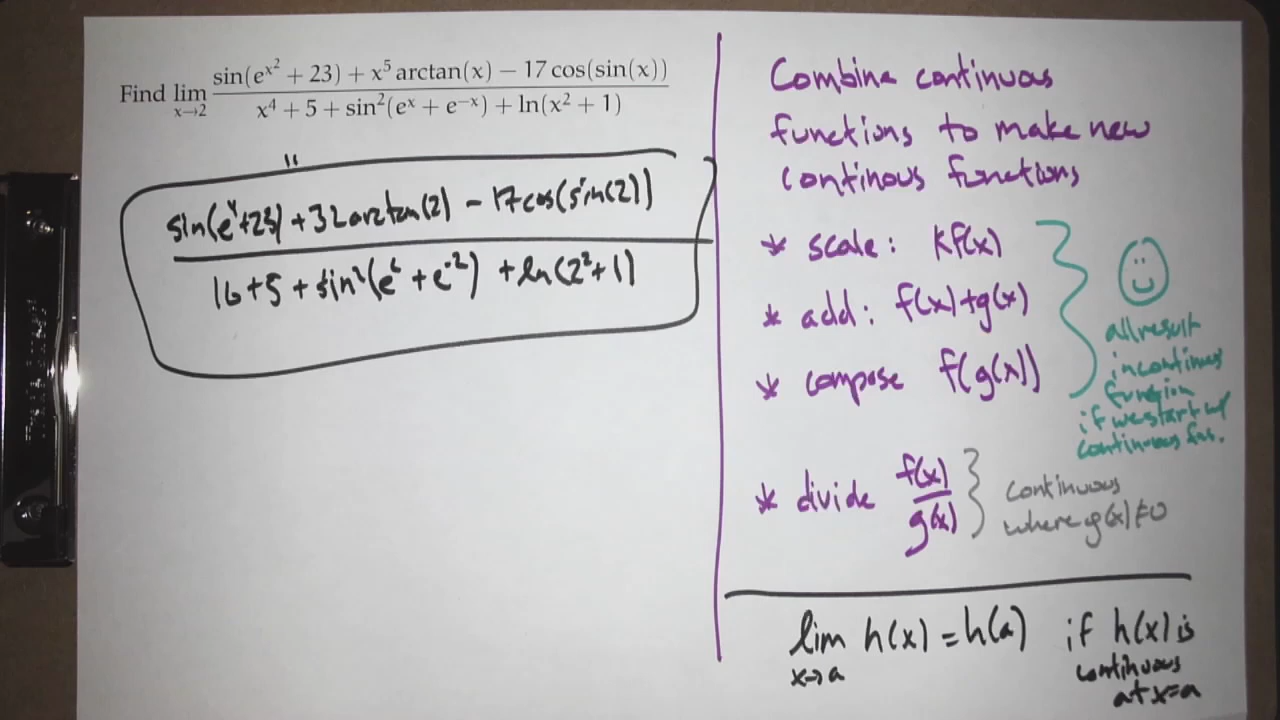 Find lim x→2 sin(e^x² + 23) + x⁵ arctan(x) − 17 cos(sin(x))
x⁴ + 5 + sin²(eˣ + e⁻ˣ) + ln(x² + 1)
"
sin(e⁴+23) + 32 arctan(2) − 17cos(sin(2))
16+5 + sin²(e² + e⁻²) + ln(2²+1)
Combine continuous
functions to make new
continous functions
* scale: kf(x)
* add: f(x)+g(x)
* compose f(g(x))
all result
in continuous
function
if we start w/
continuous fns.
* divide f(x)
g(x)
continuous
where g(x)≠0
lim h(x) = h(a) if h(x) is
x→a
continuous
at x=a